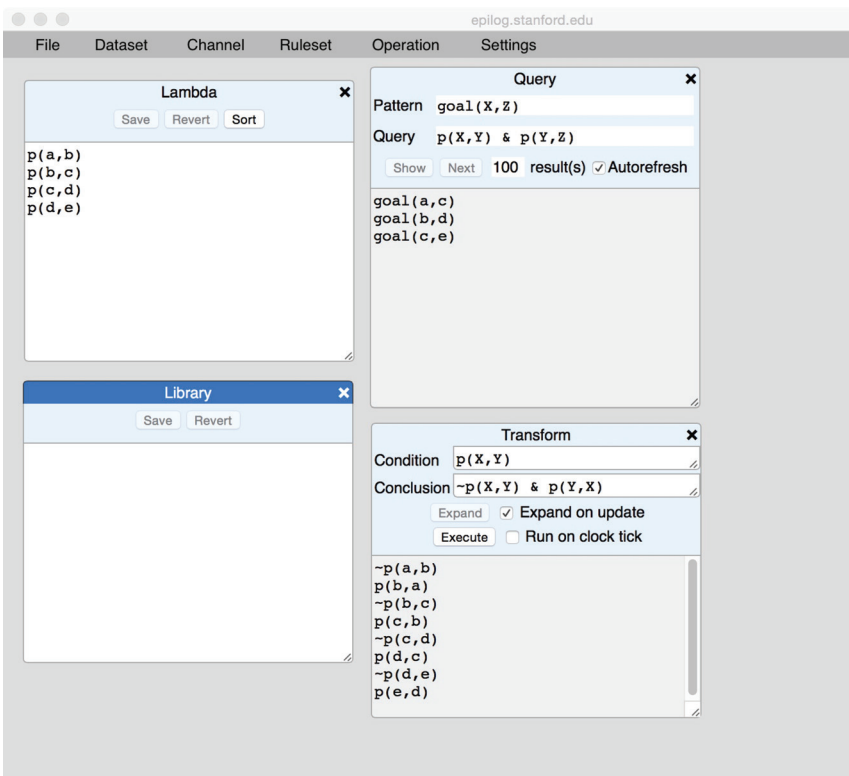 epilog.stanford.edu
File Dataset Channel Ruleset Operation Settings
Lambda
Save Revert Sort
p(a,b)
p(b,c)
p(c,d)
p(d,e)
Library
Save Revert
Query
Pattern goal(X,Z)
Query p(X,Y) & p(Y,Z)
Show Next 100 result(s) Autorefresh
goal(a,c)
goal(b,d)
goal(c,e)
Transform
Condition p(X,Y)
Conclusion ~p(X,Y) & p(Y,X)
Expand Expand on update
Execute Run on clock tick
~p(a,b)
p(b,a)
~p(b,c)
p(c,b)
~p(c,d)
p(d,c)
~p(d,e)
p(e,d)